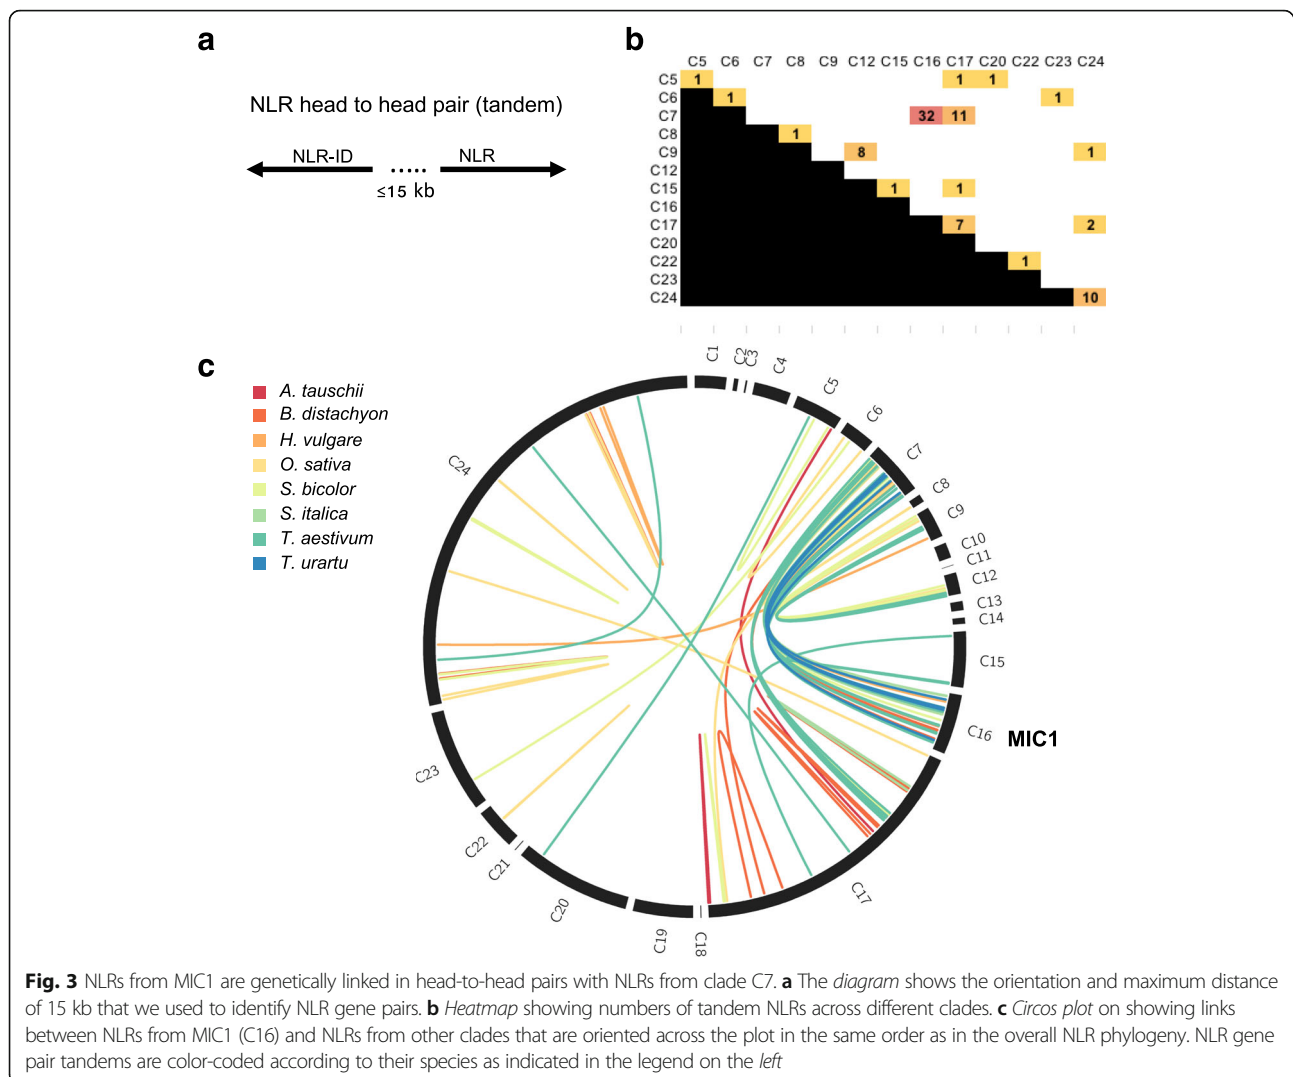 a
NLR head to head pair (tandem)
NLR-ID
NLR
≤15 kb
b
C5 C6 C7 C8 C9 C12 C15 C16 C17 C20 C22 C23 C24
C5 1 1 1
C6 1 1
C7 32 11
C8 1
C9 8 1
C12
C15 1 1
C16
C17 7 2
C20
C22 1
C23
C24 10
c
A. tauschii
B. distachyon
H. vulgare
O. sativa
S. bicolor
S. italica
T. aestivum
T. urartu
C1
C2
C3
C4
C5
C6
C7
C8
C9
C10
C11
C12
C13
C14
C15
C16
MIC1
C17
C18
C19
C20
C21
C22
C23
C24
Fig. 3 NLRs from MIC1 are genetically linked in head-to-head pairs with NLRs from clade C7. a The diagram shows the orientation and maximum distance
of 15 kb that we used to identify NLR gene pairs. b Heatmap showing numbers of tandem NLRs across different clades. c Circos plot on showing links
between NLRs from MIC1 (C16) and NLRs from other clades that are oriented across the plot in the same order as in the overall NLR phylogeny. NLR gene
pair tandems are color-coded according to their species as indicated in the legend on the left